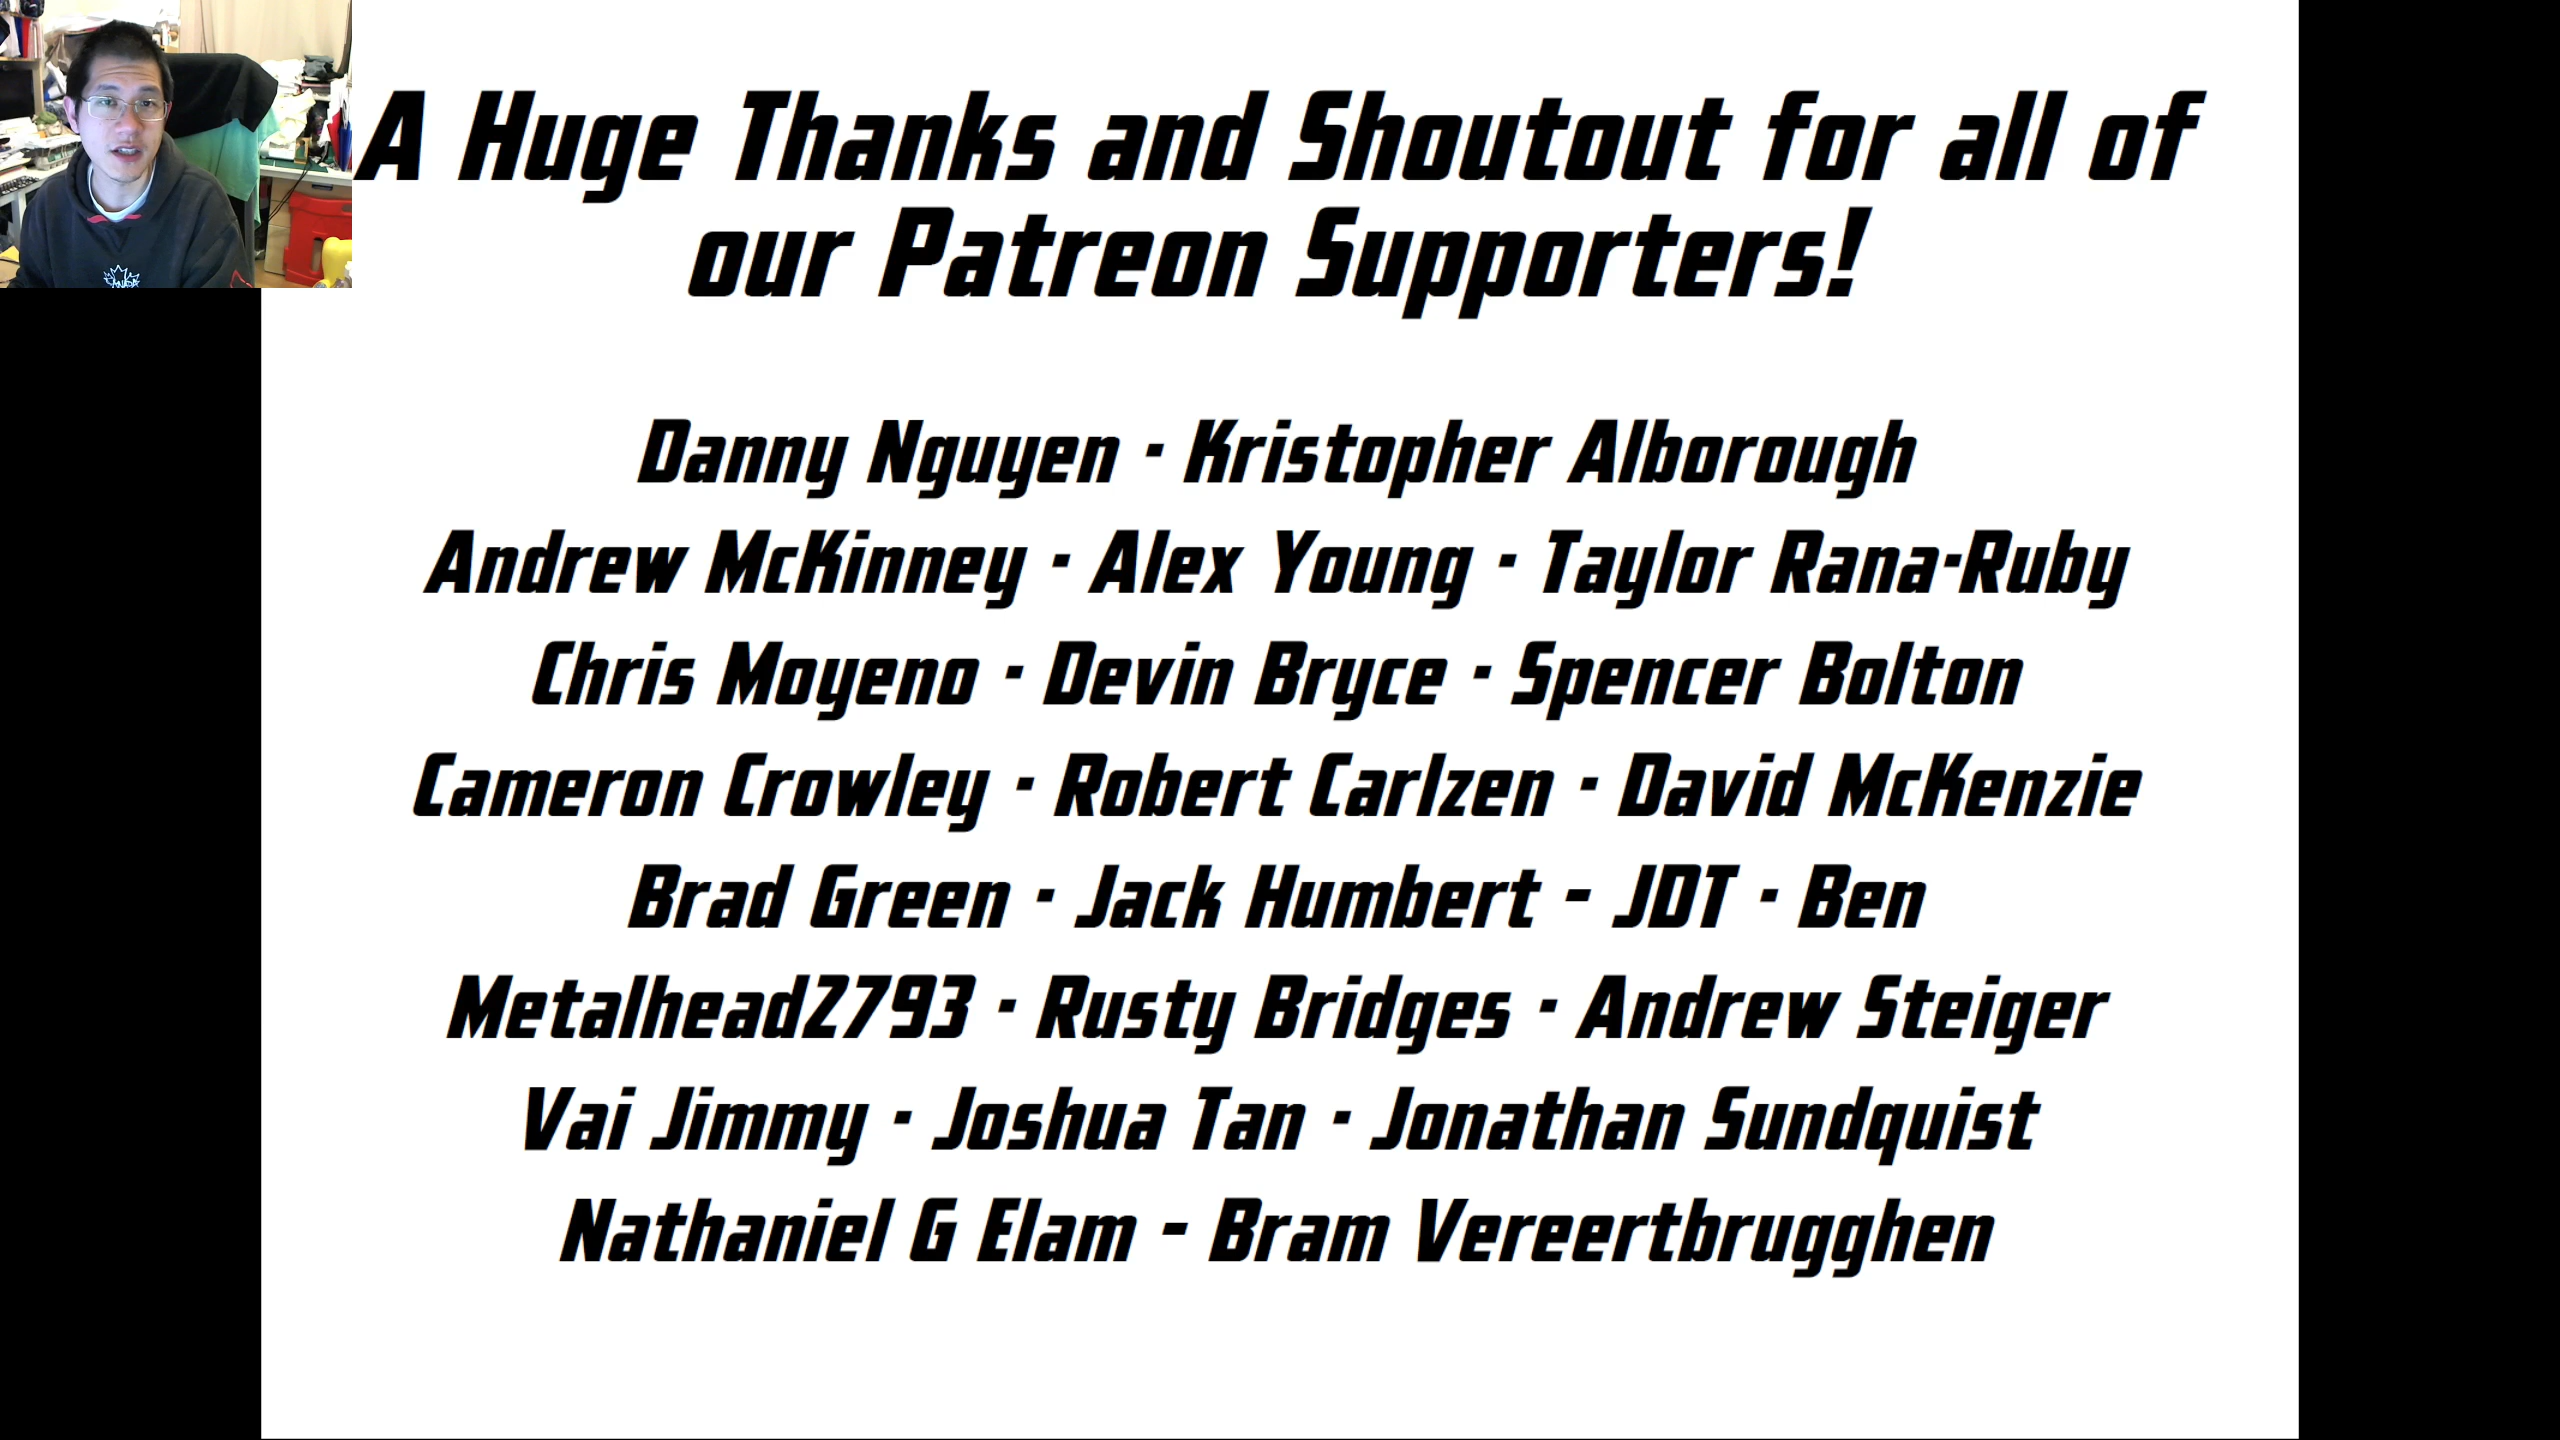 A Huge Thanks and Shoutout for all of
our Patreon Supporters!
Danny Nguyen - Kristopher Alborough
Andrew McKinney - Alex Young - Taylor Rana-Ruby
Chris Moyeno - Devin Bryce - Spencer Bolton
Cameron Crowley - Robert Carlzen - David McKenzie
Brad Green - Jack Humbert – JDT - Ben
Metalhead2793 - Rusty Bridges - Andrew Steiger
Vai Jimmy - Joshua Tan - Jonathan Sundquist
Nathaniel G Elam – Bram Vereertbrugghen